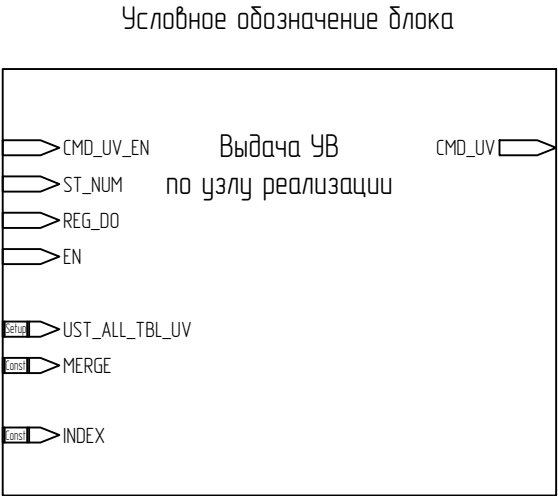 Условное обозначение блока
CMD_UV_EN Выдача УВ CMD_UV
ST_NUM по узлу реализации
REG_DO
EN
Setup UST_ALL_TBL_UV
Const MERGE
Const INDEX